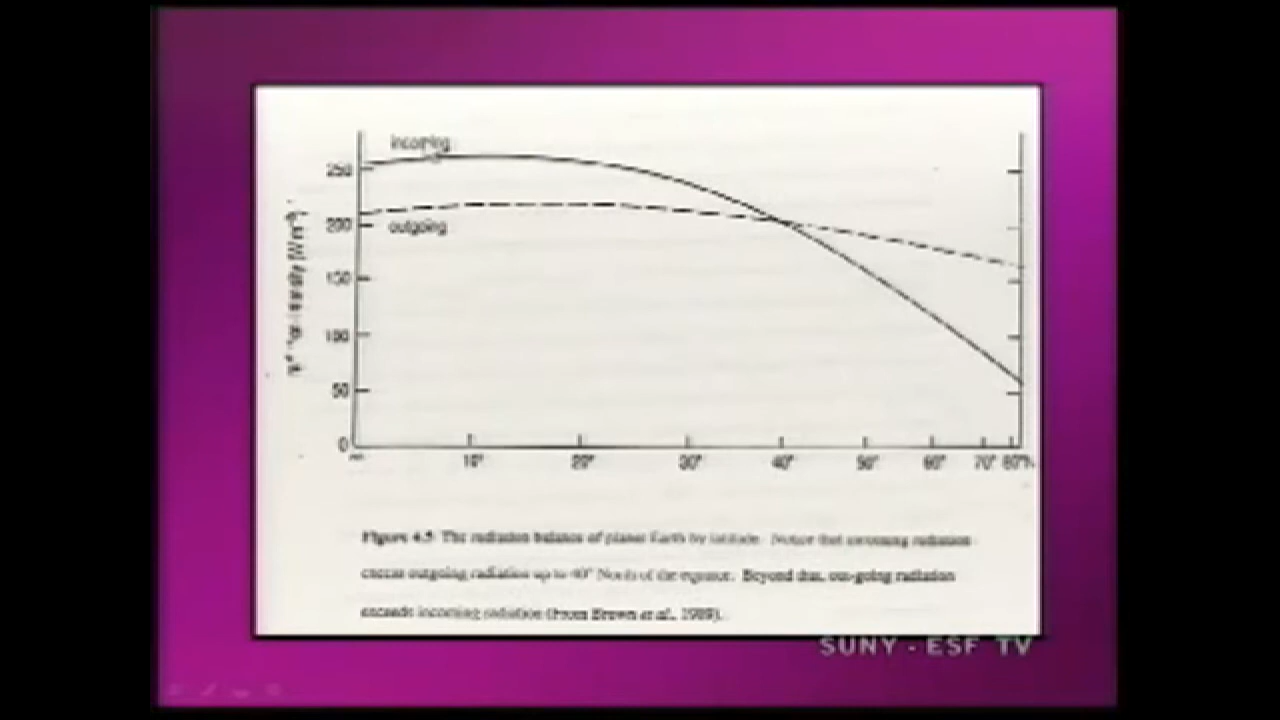 incoming
250
outgoing
200
150
100
50
0
10° 20° 30° 40° 50° 60° 70° 80°N
Figure 4.5 The radiation balance of planet Earth by latitude. Notice that incoming radiation
outgoing radiation up to 40° North of the equator. Beyond that, out-going radiation
exceeds incoming radiation (From Brown et al., 1989).
SUNY - ESF TV